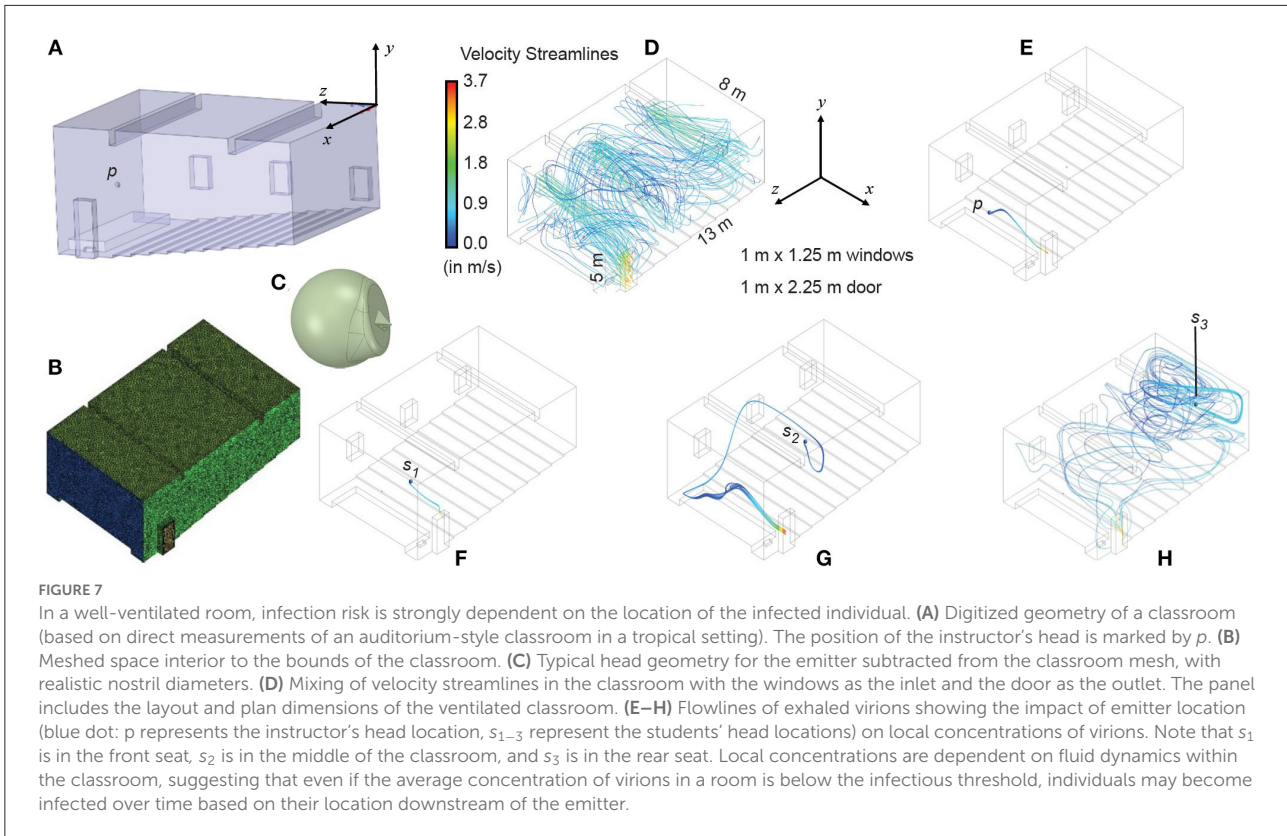 A
y
z
x
p
Velocity Streamlines
3.7
2.8
1.8
0.9
0.0
(in m/s)
D
8 m
13 m
5 m
y
z
x
1 m x 1.25 m windows
1 m x 2.25 m door
E
p
B
C
s1
F
s2
G
s3
H
FIGURE 7
In a well-ventilated room, infection risk is strongly dependent on the location of the infected individual. (A) Digitized geometry of a classroom
(based on direct measurements of an auditorium-style classroom in a tropical setting). The position of the instructor's head is marked by p. (B)
Meshed space interior to the bounds of the classroom. (C) Typical head geometry for the emitter subtracted from the classroom mesh, with
realistic nostril diameters. (D) Mixing of velocity streamlines in the classroom with the windows as the inlet and the door as the outlet. The panel
includes the layout and plan dimensions of the ventilated classroom. (E–H) Flowlines of exhaled virions showing the impact of emitter location
(blue dot: p represents the instructor's head location, s1−3 represent the students' head locations) on local concentrations of virions. Note that s1
is in the front seat, s2 is in the middle of the classroom, and s3 is in the rear seat. Local concentrations are dependent on fluid dynamics within
the classroom, suggesting that even if the average concentration of virions in a room is below the infectious threshold, individuals may become
infected over time based on their location downstream of the emitter.